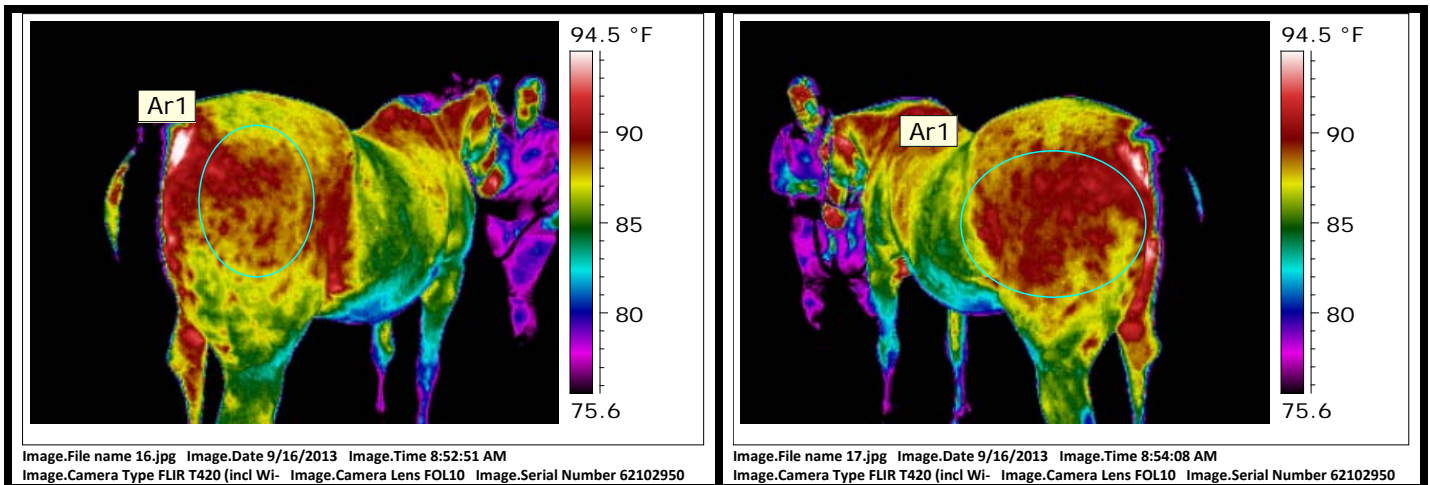 94.5 °F
Ar1
90
85
80
75.6
Image.File name 16.jpg Image.Date 9/16/2013 Image.Time 8:52:51 AM
Image.Camera Type FLIR T420 (incl Wi- Image.Camera Lens FOL10 Image.Serial Number 62102950
94.5 °F
Ar1
90
85
80
75.6
Image.File name 17.jpg Image.Date 9/16/2013 Image.Time 8:54:08 AM
Image.Camera Type FLIR T420 (incl Wi- Image.Camera Lens FOL10 Image.Serial Number 62102950